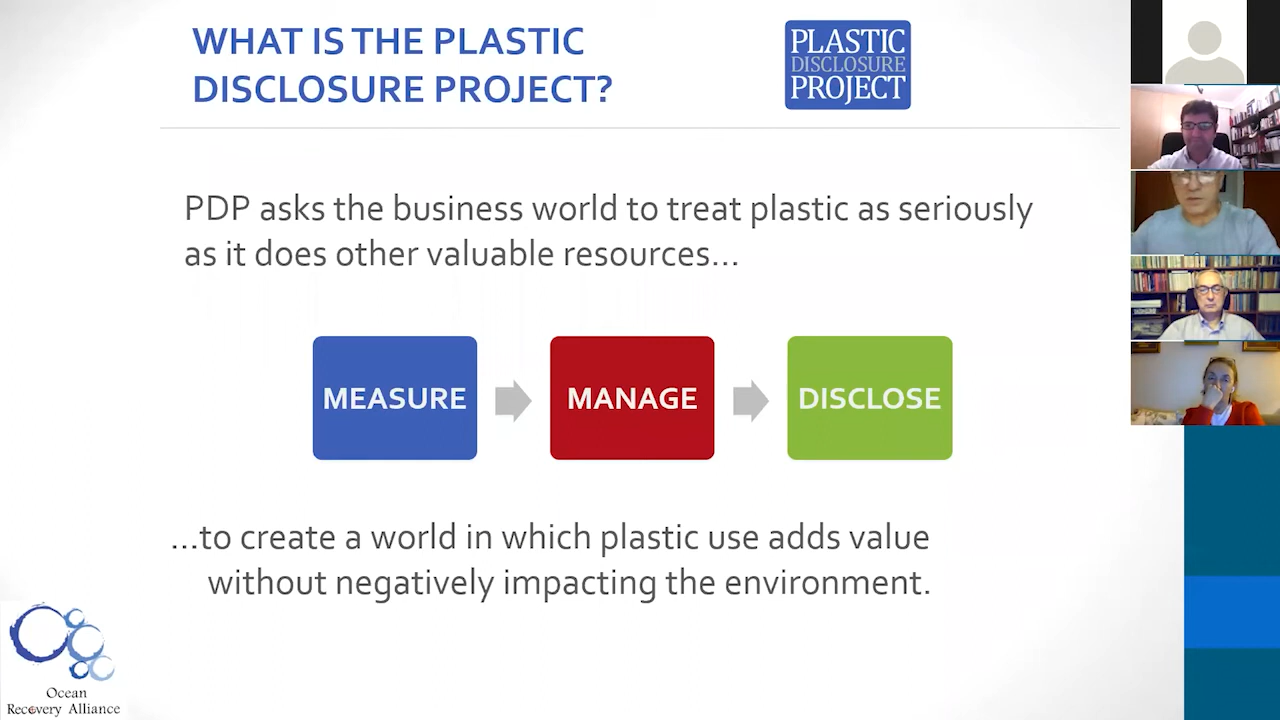 WHAT IS THE PLASTIC
DISCLOSURE PROJECT?
PLASTIC
DISCLOSURE
PROJECT
PDP asks the business world to treat plastic as seriously
as it does other valuable resources...
MEASURE
MANAGE
DISCLOSE
...to create a world in which plastic use adds value
without negatively impacting the environment.
Ocean
Recovery Alliance